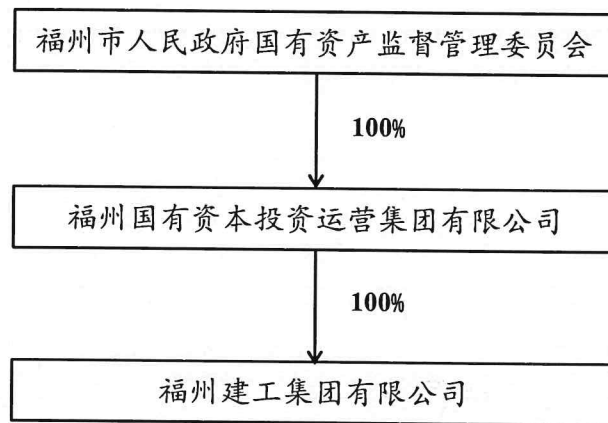 福州市人民政府国有资产监督管理委员会
100%
福州国有资本投资运营集团有限公司
100%
福州建工集团有限公司